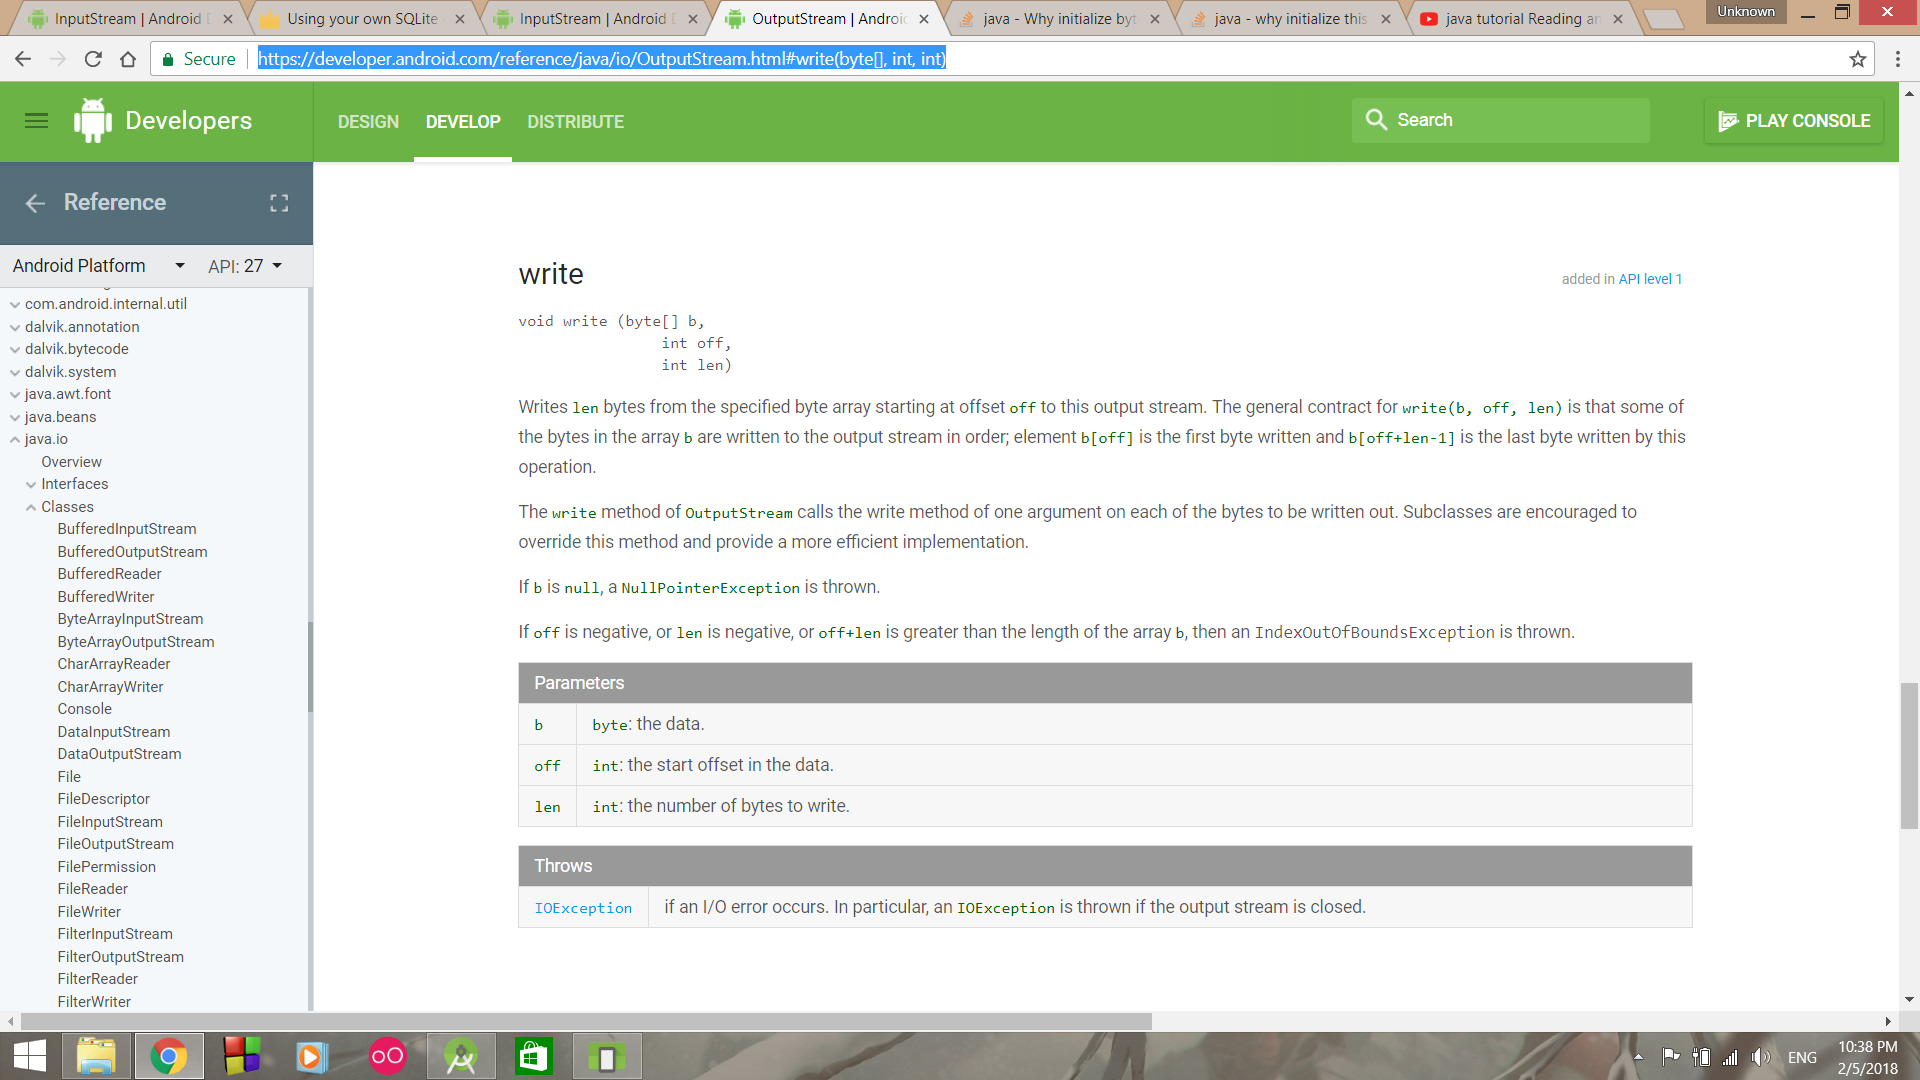 InputStream | Android D
Using your own SQLite
InputStream | Android D
OutputStream | Androi
java - Why initialize byt
java - why initialize this
java tutorial Reading an
Unknown
Secure
https://developer.android.com/reference/java/io/OutputStream.html#write(byte[], int, int)
Developers
DESIGN
DEVELOP
DISTRIBUTE
Search
PLAY CONSOLE
Reference
Android Platform
API: 27
com.android.internal.util
dalvik.annotation
dalvik.bytecode
dalvik.system
java.awt.font
java.beans
java.io
Overview
Interfaces
Classes
BufferedInputStream
BufferedOutputStream
BufferedReader
BufferedWriter
ByteArrayInputStream
ByteArrayOutputStream
CharArrayReader
CharArrayWriter
Console
DataInputStream
DataOutputStream
File
FileDescriptor
FileInputStream
FileOutputStream
FilePermission
FileReader
FileWriter
FilterInputStream
FilterOutputStream
FilterReader
FilterWriter
write
added in API level 1
void write (byte[] b,
int off,
int len)
Writes len bytes from the specified byte array starting at offset off to this output stream. The general contract for write(b, off, len) is that some of
the bytes in the array b are written to the output stream in order; element b[off] is the first byte written and b[off+len-1] is the last byte written by this
operation.
The write method of OutputStream calls the write method of one argument on each of the bytes to be written out. Subclasses are encouraged to
override this method and provide a more efficient implementation.
If b is null, a NullPointerException is thrown.
If off is negative, or len is negative, or off+len is greater than the length of the array b, then an IndexOutOfBoundsException is thrown.
Parameters
b byte: the data.
off int: the start offset in the data.
len int: the number of bytes to write.
Throws
IOException if an I/O error occurs. In particular, an IOException is thrown if the output stream is closed.
ENG
10:38 PM
2/5/2018